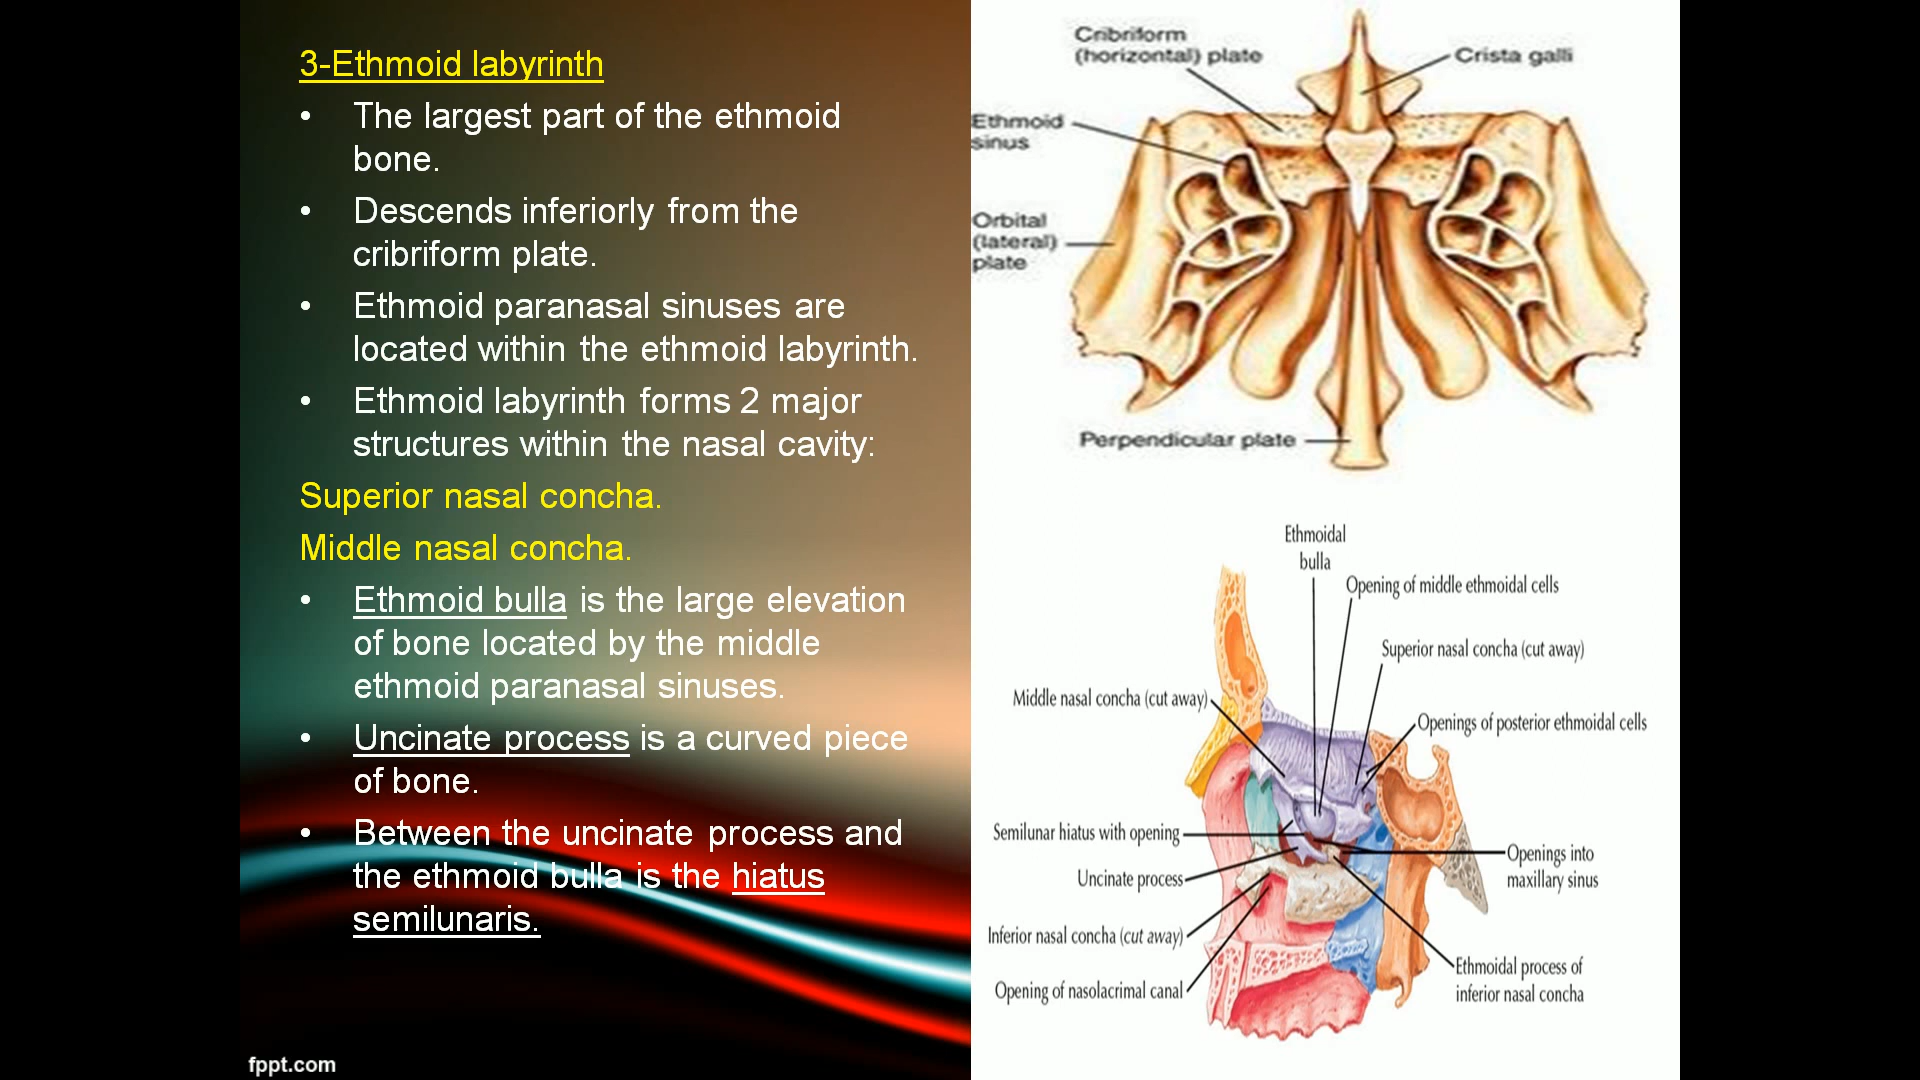 3-Ethmoid labyrinth
• The largest part of the ethmoid
bone.
• Descends inferiorly from the
cribriform plate.
• Ethmoid paranasal sinuses are
located within the ethmoid labyrinth.
• Ethmoid labyrinth forms 2 major
structures within the nasal cavity:
Superior nasal concha.
Middle nasal concha.
• Ethmoid bulla is the large elevation
of bone located by the middle
ethmoid paranasal sinuses.
• Uncinate process is a curved piece
of bone.
• Between the uncinate process and
the ethmoid bulla is the hiatus
semilunaris.
fppt.com
Cribriform
(horizontal) plate
Crista galli
Ethmoid
sinus
Orbital
(lateral)
plate
Perpendicular plate
Ethmoidal
bulla
Opening of middle ethmoidal cells
Superior nasal concha (cut away)
Middle nasal concha (cut away)
Openings of posterior ethmoidal cells
Semilunar hiatus with opening
Openings into
maxillary sinus
Uncinate process
Inferior nasal concha (cut away)
Ethmoidal process of
inferior nasal concha
Opening of nasolacrimal canal